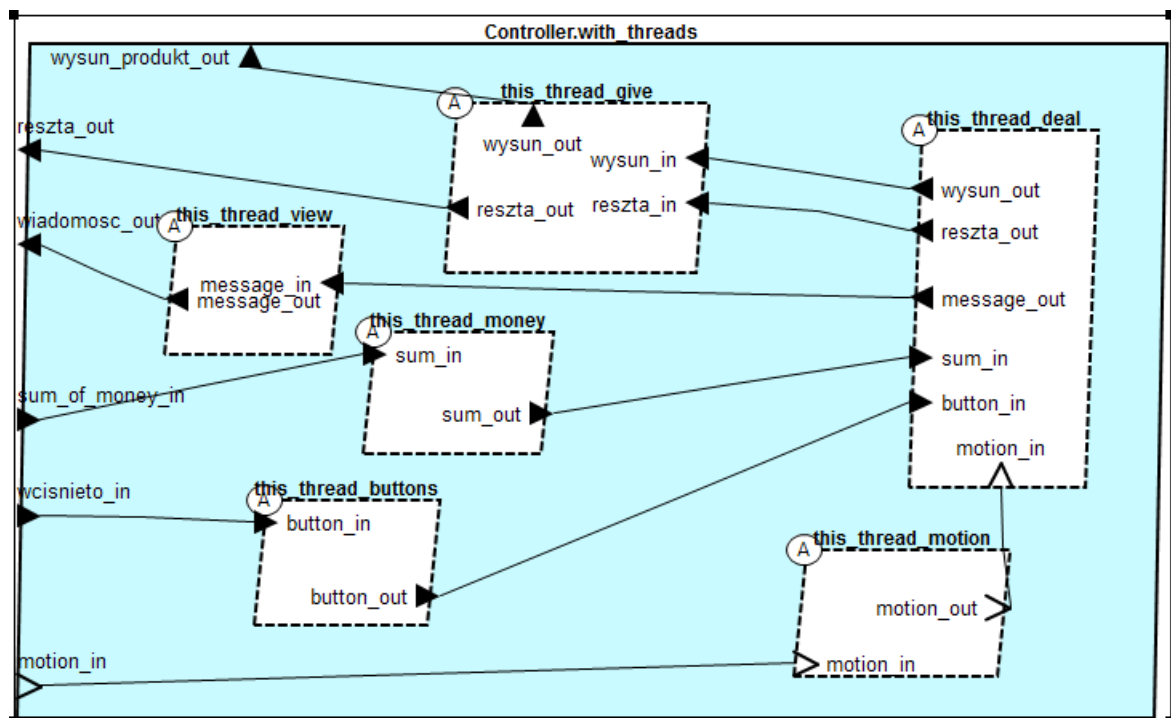 Controller.with_threads
wysun_produkt_out
this_thread_give
A
reszta_out
wysun_out
wysun_in
reszta_out
reszta_in
this_thread_deal
A
wysun_out
reszta_out
message_out
sum_in
button_in
motion_in
wiadomosc_out
this_thread_view
A
message_in
message_out
this_thread_money
A
sum_in
sum_out
sum_of_money_in
wcisnieto_in
this_thread_buttons
A
button_in
button_out
this_thread_motion
A
motion_out
motion_in
motion_in